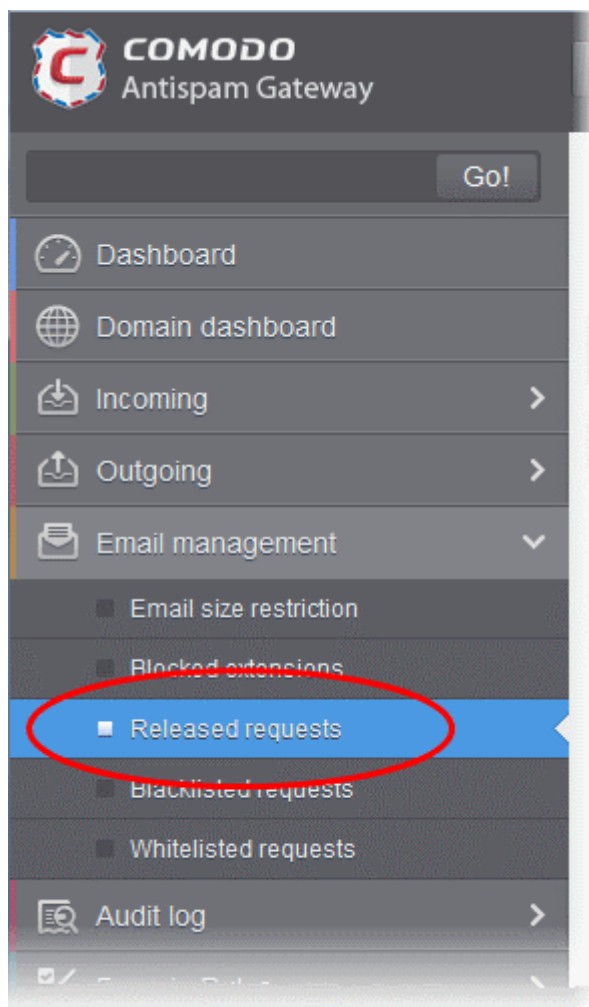 COMODO
Antispam Gateway
Go!
Dashboard
Domain dashboard
Incoming
Outgoing
Email management
Email size restriction
Blocked extensions
Released requests
Blacklisted requests
Whitelisted requests
Audit log